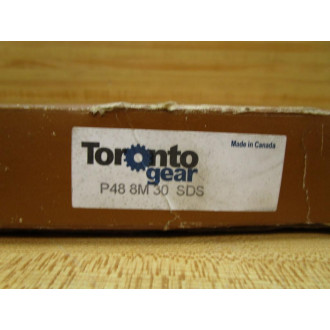 Toronto
gear
Made in Canada
P48 8M 30 SDS